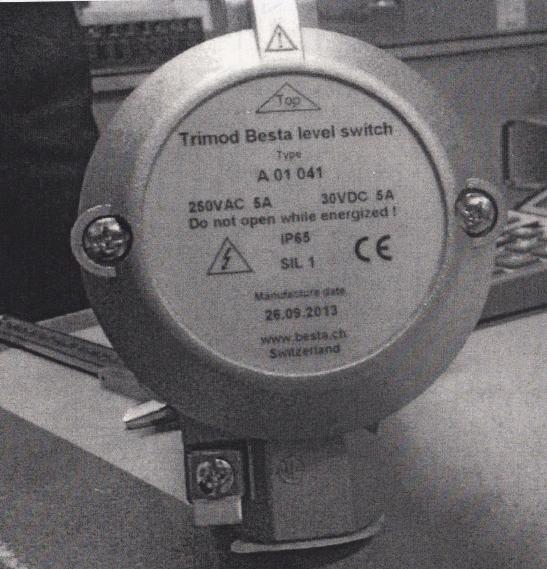 Top
Trimod Besta level switch
Type
A 01 041
250VAC 5A 30VDC 5A
Do not open while energized !
IP65
CE
SIL 1
Manufacture date
26.09.2013
www.besta.ch
Switzerland